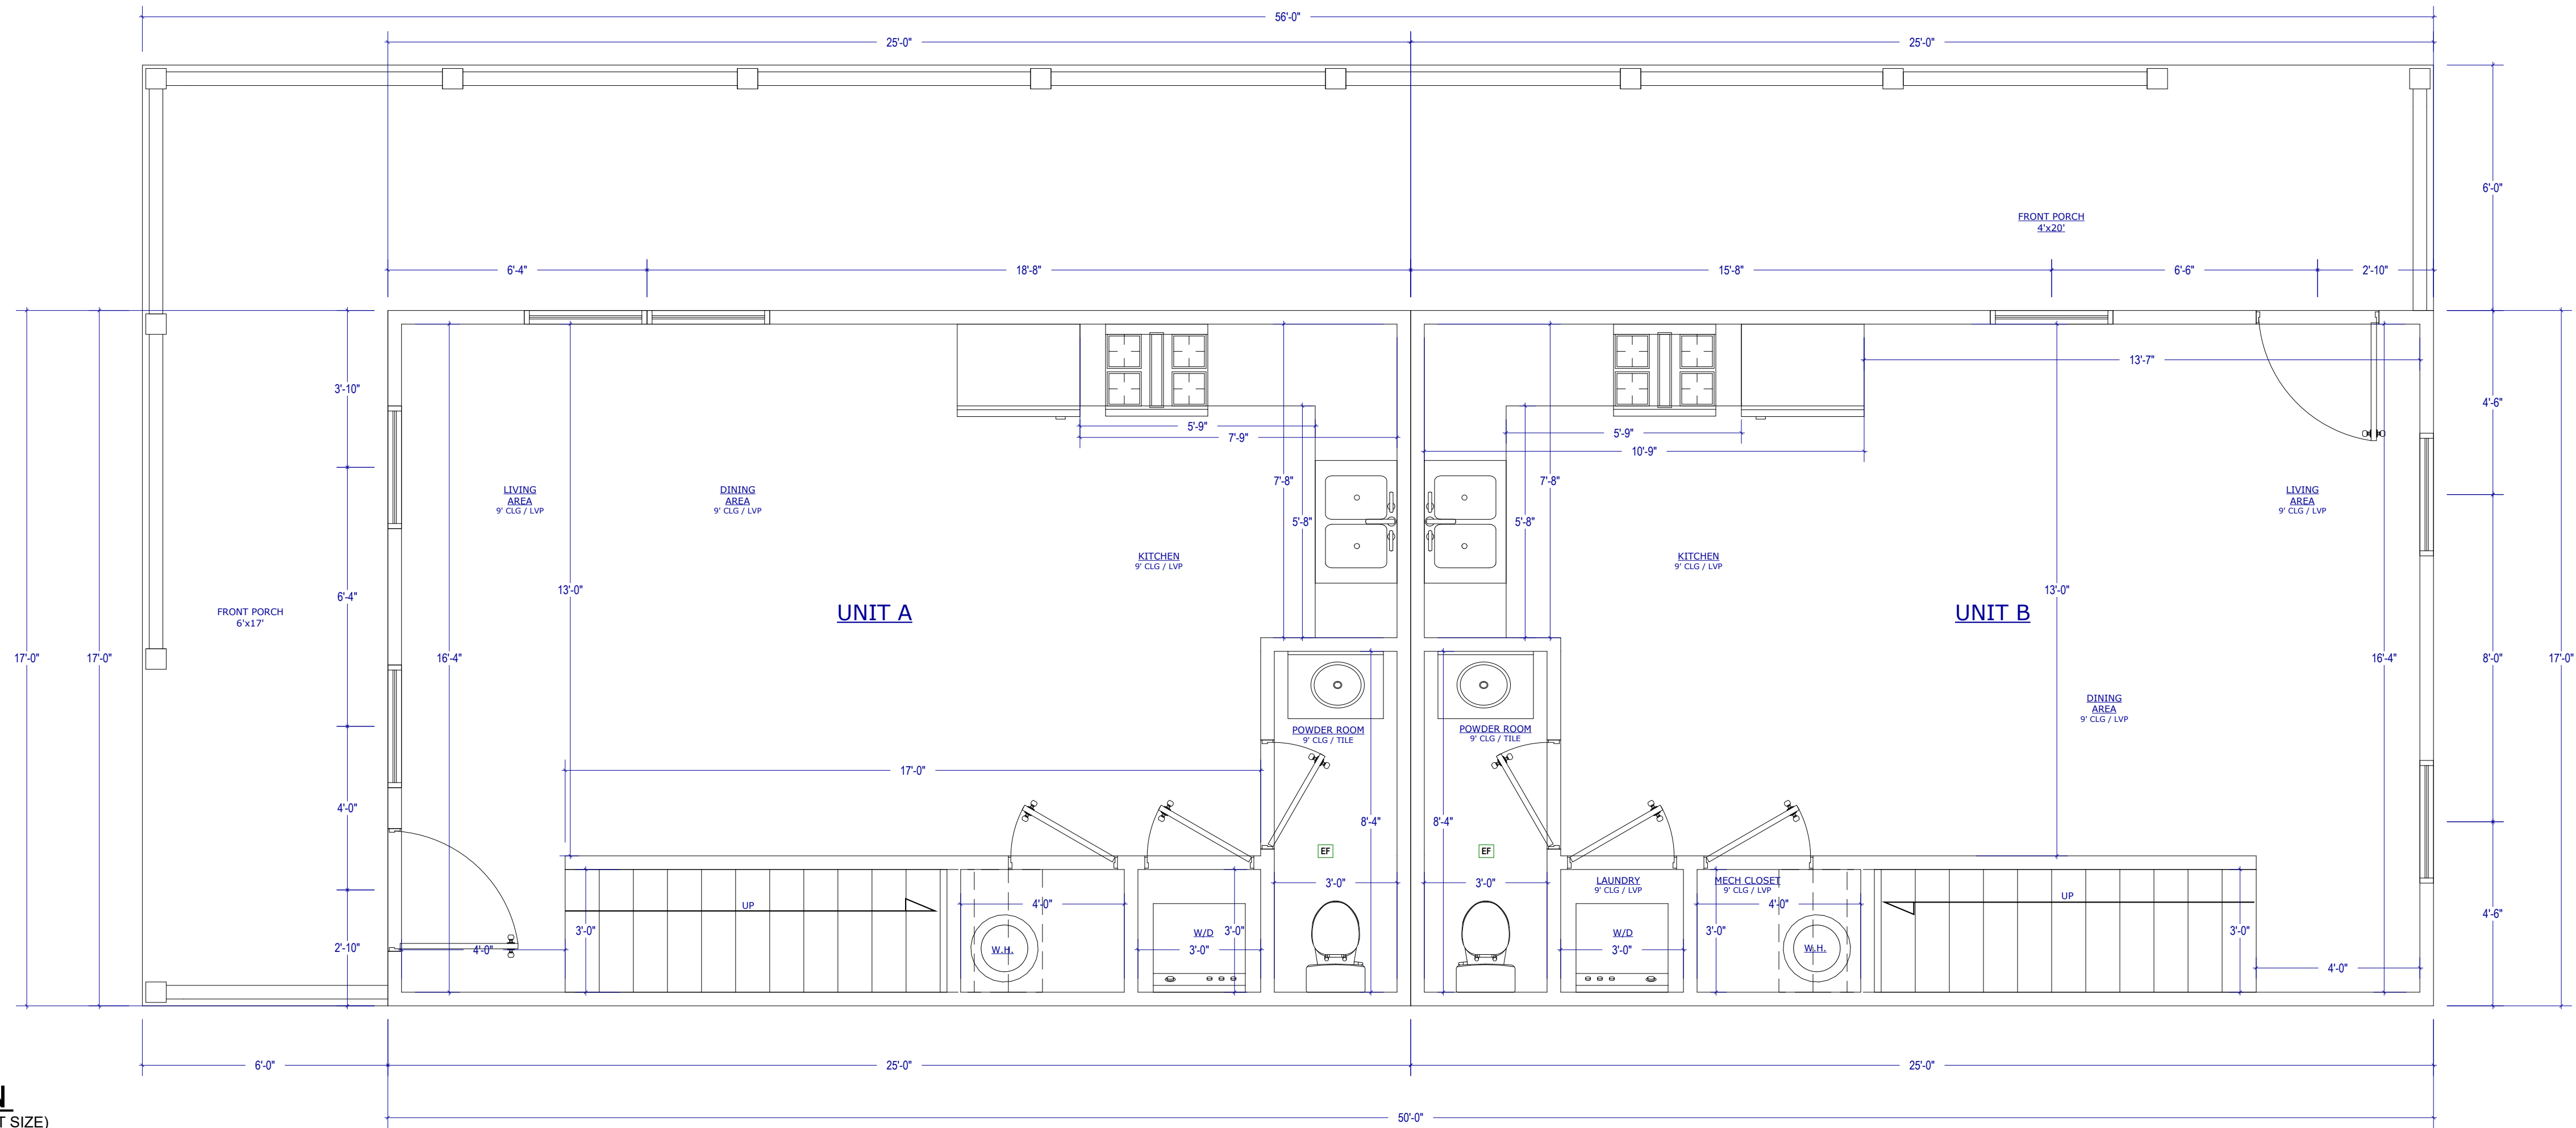 56'-0"
25'-0"
25'-0"
6'-0"
FRONT PORCH
4'x20'
6'-4"
18'-8"
15'-8"
6'-6"
2'-10"
3'-10"
13'-7"
4'-6"
5'-9"
7'-9"
5'-9"
10'-9"
7'-8"
7'-8"
LIVING
AREA
9' CLG / LVP
DINING
AREA
9' CLG / LVP
LIVING
AREA
9' CLG / LVP
5'-8"
5'-8"
KITCHEN
9' CLG / LVP
KITCHEN
9' CLG / LVP
6'-4"
13'-0"
13'-0"
FRONT PORCH
6'x17'
UNIT A
UNIT B
17'-0"
17'-0"
16'-4"
16'-4"
8'-0"
17'-0"
DINING
AREA
9' CLG / LVP
POWDER ROOM
9' CLG / TILE
POWDER ROOM
9' CLG / TILE
17'-0"
4'-0"
8'-4"
8'-4"
EF
EF
3'-0"
3'-0"
LAUNDRY
9' CLG / LVP
MECH CLOSET
9' CLG / LVP
UP
4'-0"
4'-0"
UP
4'-6"
3'-0"
W/D
3'-0"
W/D
3'-0"
3'-0"
2'-10"
4'-0"
W.H.
3'-0"
3'-0"
W.H.
4'-0"
6'-0"
25'-0"
25'-0"
N
T SIZE)
50'-0"